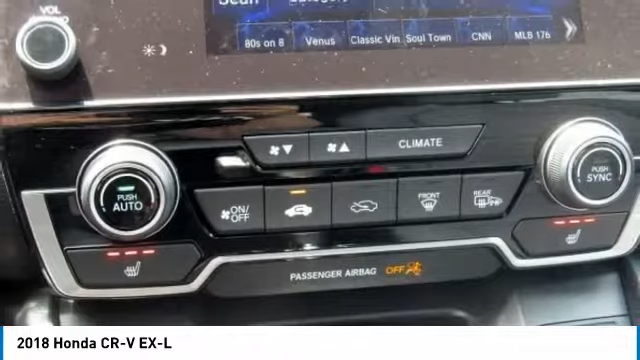 VOL
80s on 8 Venus Classic Vin Soul Town CNN MLB 176
CLIMATE
PUSH
AUTO
ON/
OFF
FRONT
REAR
PUSH
SYNC
PASSENGER AIRBAG OFF
2018 Honda CR-V EX-L